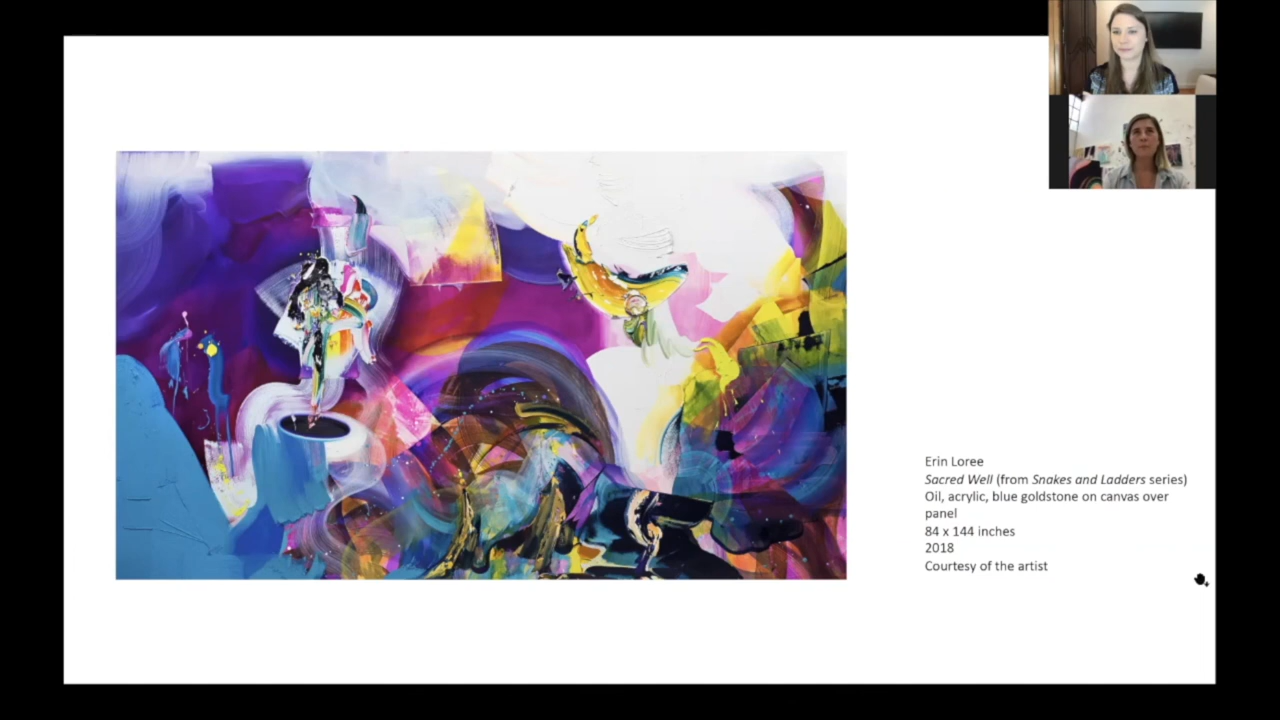 Erin Loree
Sacred Well (from Snakes and Ladders series)
Oil, acrylic, blue goldstone on canvas over
panel
84 x 144 inches
2018
Courtesy of the artist